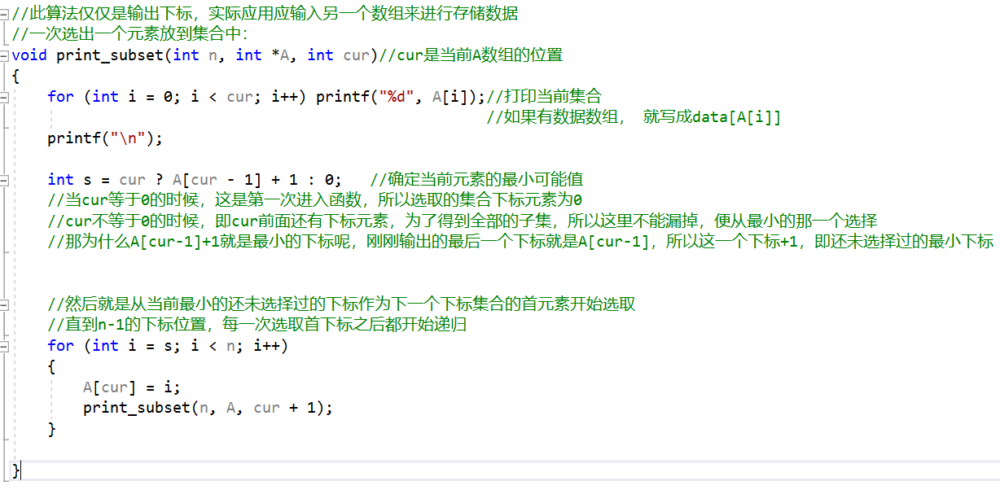 //此算法仅仅是输出下标，实际应用应输入另一个数组来进行存储数据
//一次选出一个元素放到集合中：
void print_subset(int n, int *A, int cur)//cur是当前A数组的位置
{
for (int i = 0; i < cur; i++) printf("%d", A[i]);//打印当前集合
//如果有数据数组， 就写成data[A[i]]
printf("\n");
int s = cur ? A[cur - 1] + 1 : 0; //确定当前元素的最小可能值
//当cur等于0的时候，这是第一次进入函数，所以选取的集合下标元素为0
//cur不等于0的时候，即cur前面还有下标元素，为了得到全部的子集，所以这里不能漏掉，便从最小的那一个选择
//那为什么A[cur-1]+1就是最小的下标呢，刚刚输出的最后一个下标就是A[cur-1]，所以这一个下标+1，即还未选择过的最小下标
//然后就是从当前最小的还未选择过的下标作为下一个下标集合的首元素开始选取
//直到n-1的下标位置，每一次选取首下标之后都开始递归
for (int i = s; i < n; i++)
{
A[cur] = i;
print_subset(n, A, cur + 1);
}
}